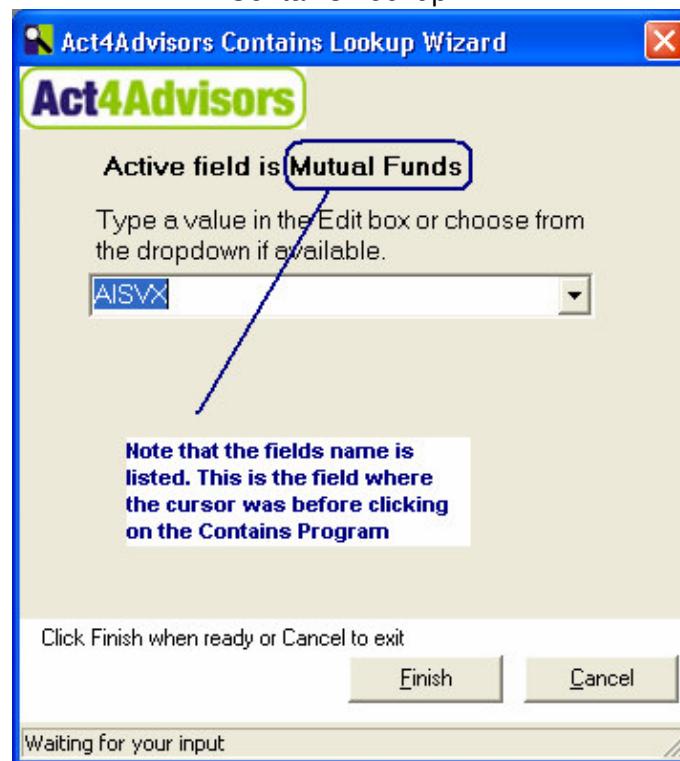 Act4Advisors Contains Lookup Wizard
Act4Advisors
Active field is Mutual Funds
Type a value in the Edit box or choose from
the dropdown if available.
AISVX
Note that the fields name is
listed. This is the field where
the cursor was before clicking
on the Contains Program
Click Finish when ready or Cancel to exit
Finish
Cancel
Waiting for your input